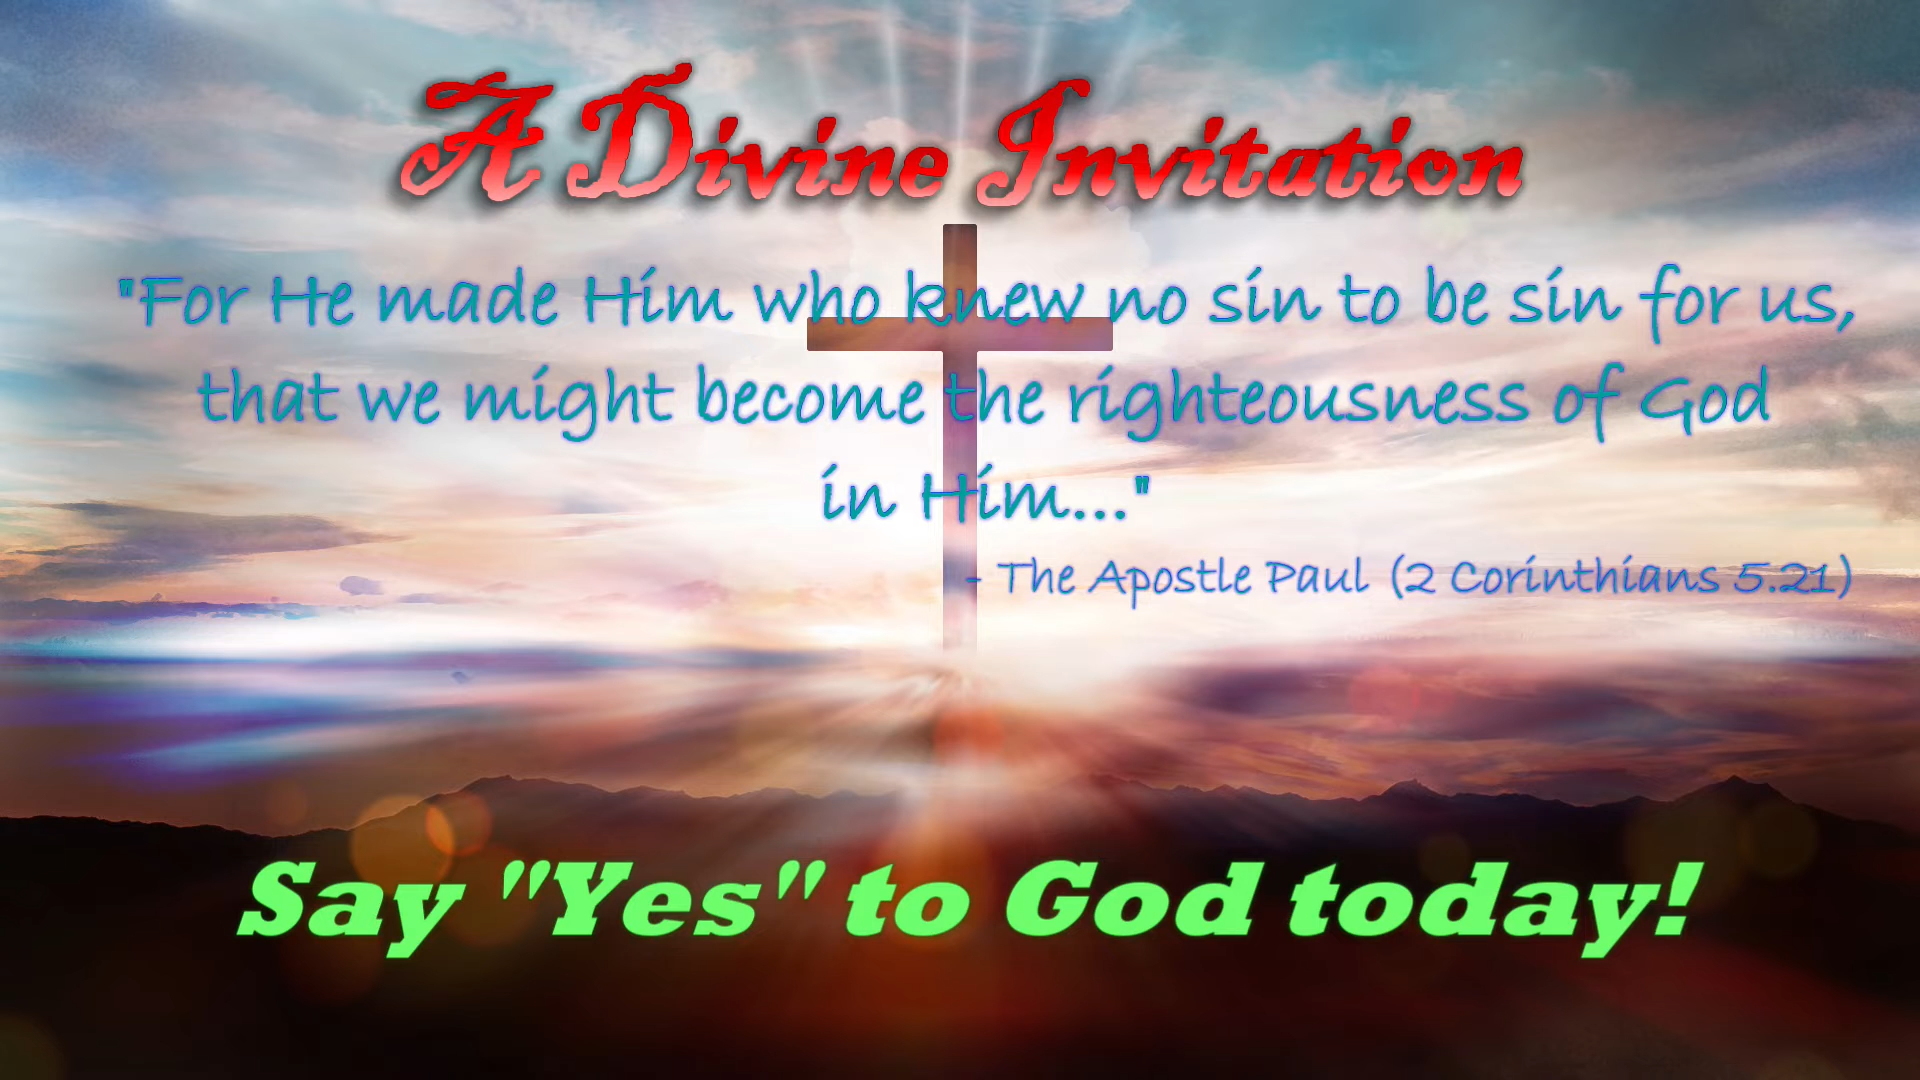 A Divine Invitation
"For He made Him who knew no sin to be sin for us,
that we might become the righteousness of God
in Him..."
- The Apostle Paul (2 Corinthians 5.21)
Say "Yes" to God today!